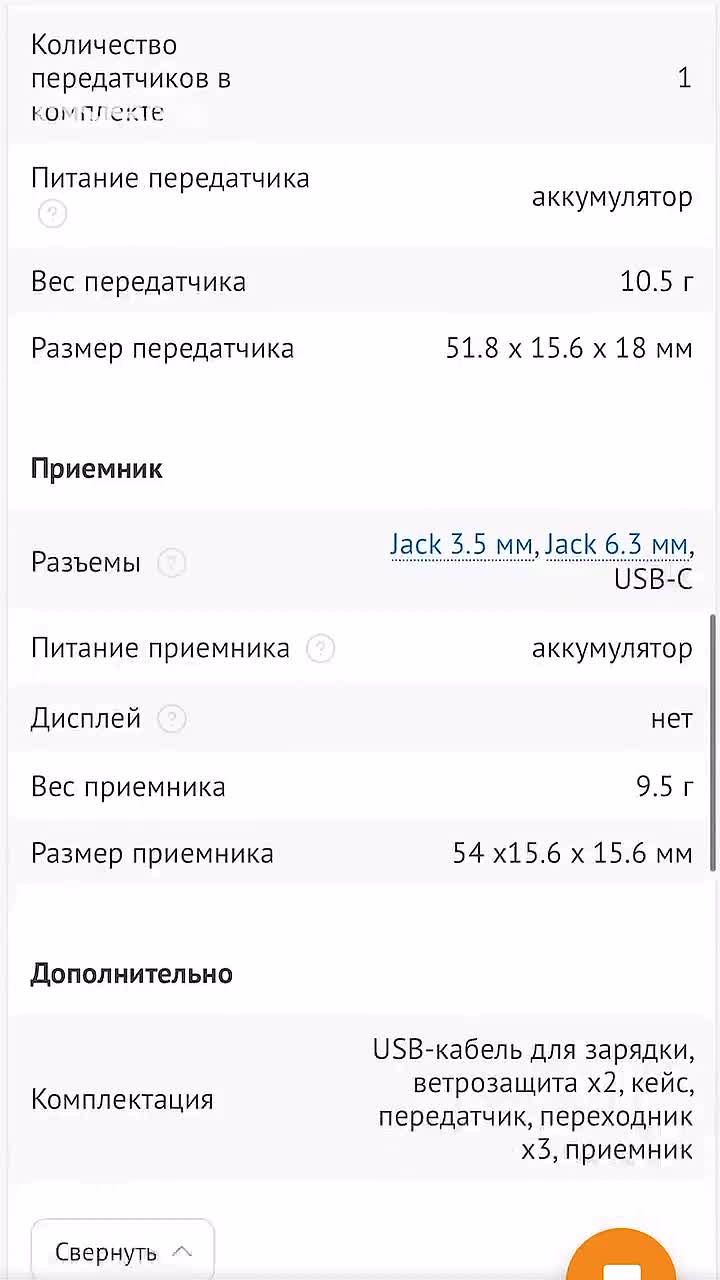 Количество
передатчиков в
1
комплекте
Питание передатчика
?
аккумулятор
Вес передатчика
10.5 г
Размер передатчика
51.8 x 15.6 x 18 мм
Приемник
Разъемы
Jack 3.5 мм, Jack 6.3 мм,
USB-C
Питание приемника ?
аккумулятор
Дисплей ?
нет
Вес приемника
9.5 г
Размер приемника
54 x15.6 x 15.6 мм
Дополнительно
Комплектация
USB-кабель для зарядки,
ветрозащита x2, кейс,
передатчик, переходник
x3, приемник
Свернуть